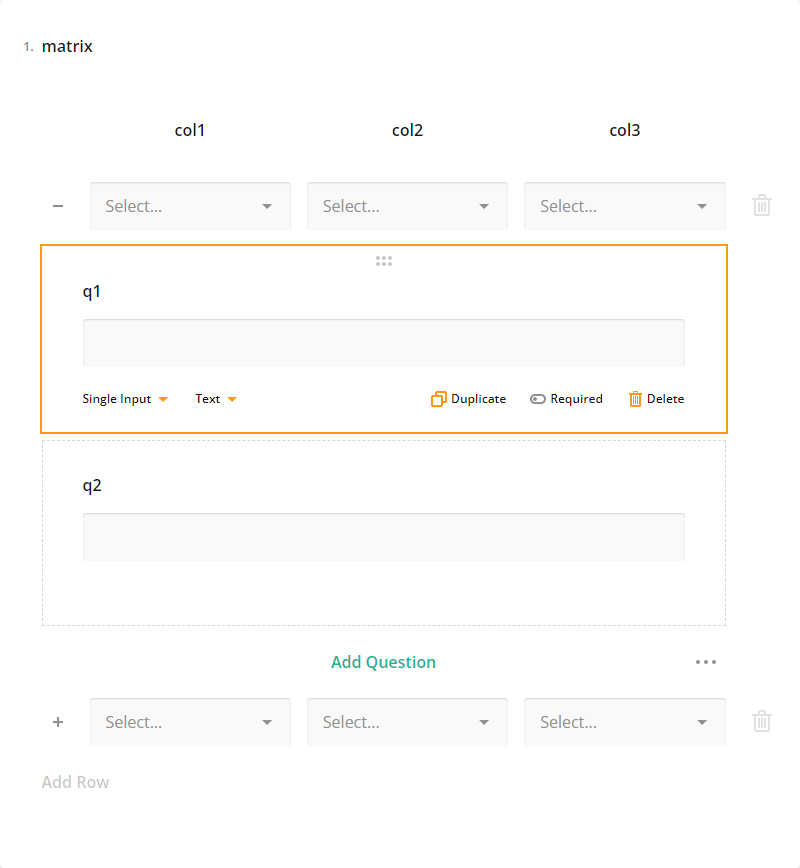 1. matrix
col1 col2 col3
Select... Select... Select...
q1
Single Input Text Duplicate Required Delete
q2
Add Question
Select... Select... Select...
Add Row